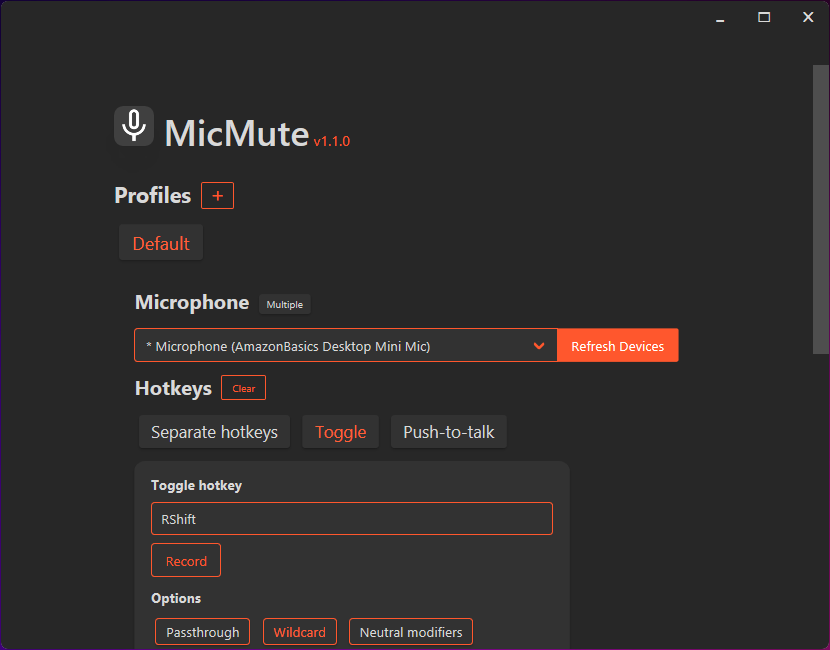 MicMute v1.1.0
Profiles +
Default
Microphone Multiple
* Microphone (AmazonBasics Desktop Mini Mic) Refresh Devices
Hotkeys Clear
Separate hotkeys Toggle Push-to-talk
Toggle hotkey
RShift
Record
Options
Passthrough Wildcard Neutral modifiers